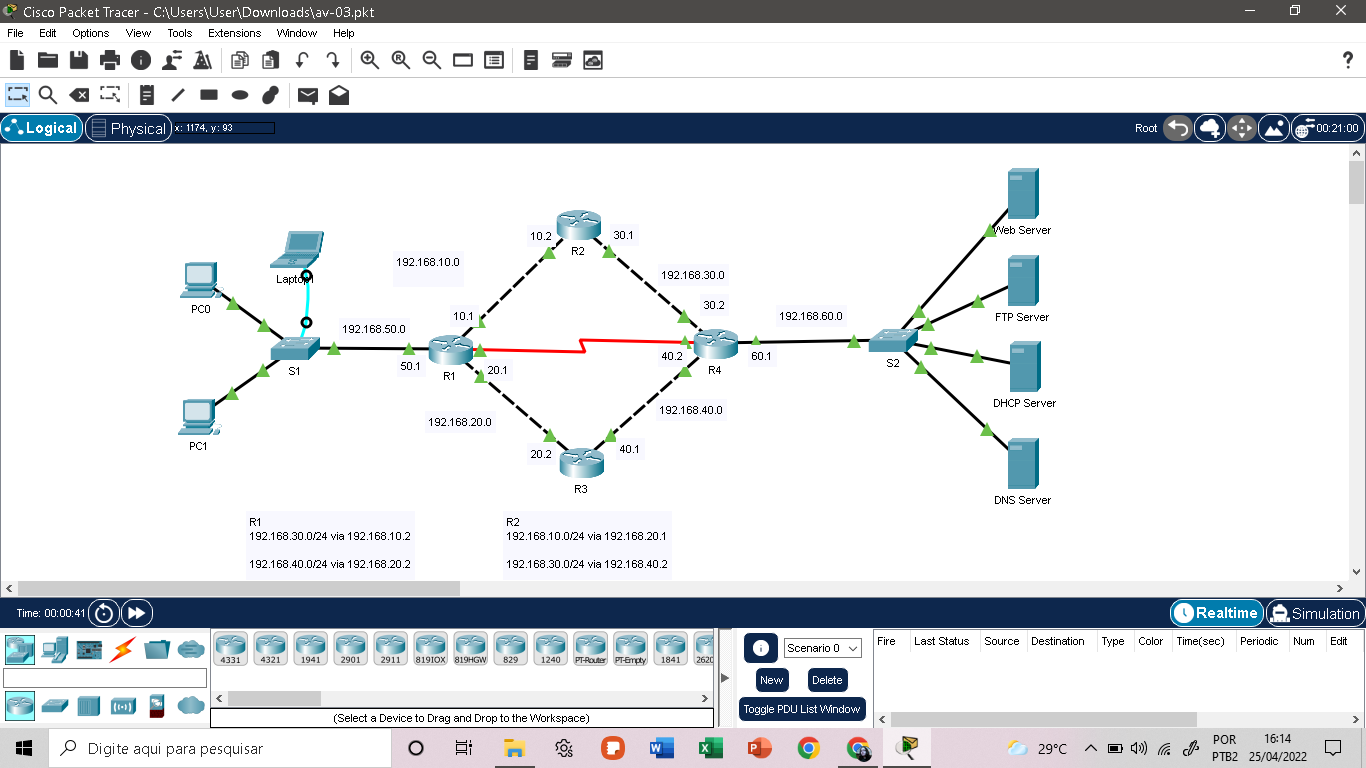 Cisco Packet Tracer - C:\Users\User\Downloads\av-03.pkt
File Edit Options View Tools Extensions Window Help
Logical Physical x: 1174, y: 93 Root 00:21:00
Web Server
10.2 30.1
R2
192.168.10.0
192.168.30.0
Laptop1
PC0
30.2
FTP Server
10.1 192.168.60.0
192.168.50.0
50.1 40.2 60.1
S1 R1 20.1 R4 S2
DHCP Server
192.168.20.0 192.168.40.0
PC1
20.2 40.1
R3
DNS Server
R1
192.168.30.0/24 via 192.168.10.2
192.168.40.0/24 via 192.168.20.2
R2
192.168.10.0/24 via 192.168.20.1
192.168.30.0/24 via 192.168.40.2
Time: 00:00:41 Realtime Simulation
4331 4321 1941 2901 2911 819IOX 819HGW 829 1240 PT-Router PT-Empty 1841 2620
(Select a Device to Drag and Drop to the Workspace)
Scenario 0
New Delete
Toggle PDU List Window
Fire Last Status Source Destination Type Color Time(sec) Periodic Num Edit
Digite aqui para pesquisar
29°C
POR
PTB2
16:14
25/04/2022